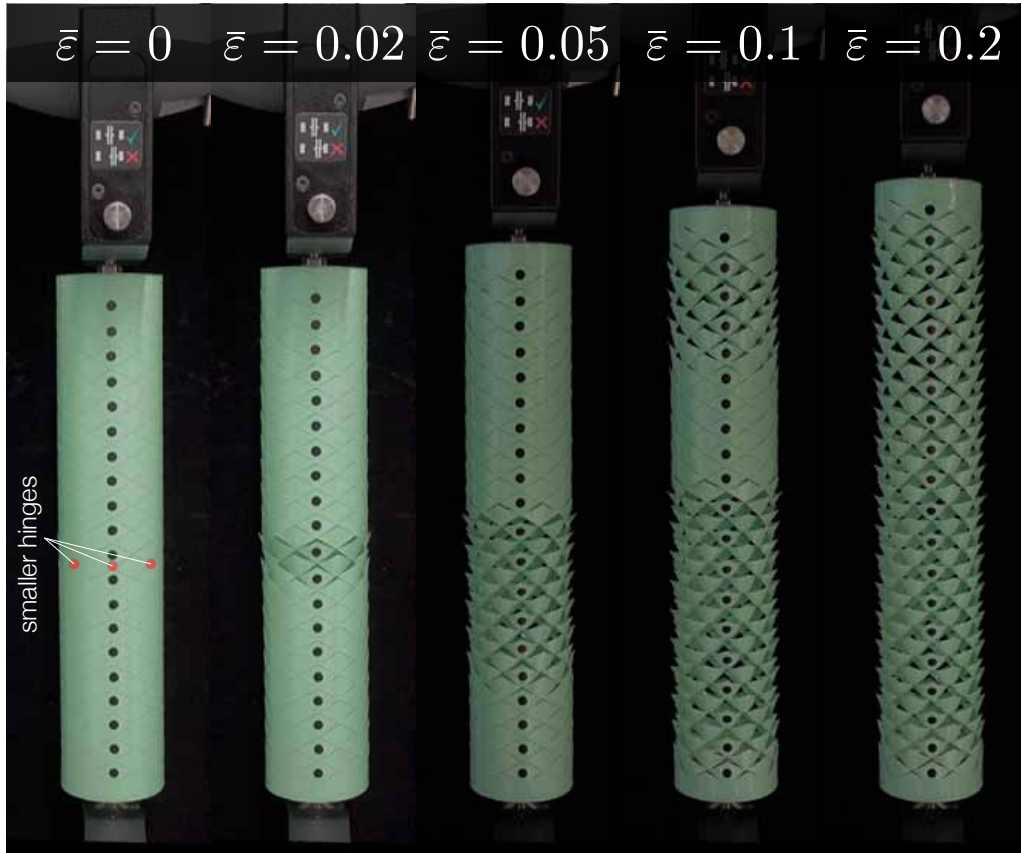 ε̄ = 0
ε̄ = 0.02
ε̄ = 0.05
ε̄ = 0.1
ε̄ = 0.2
smaller hinges